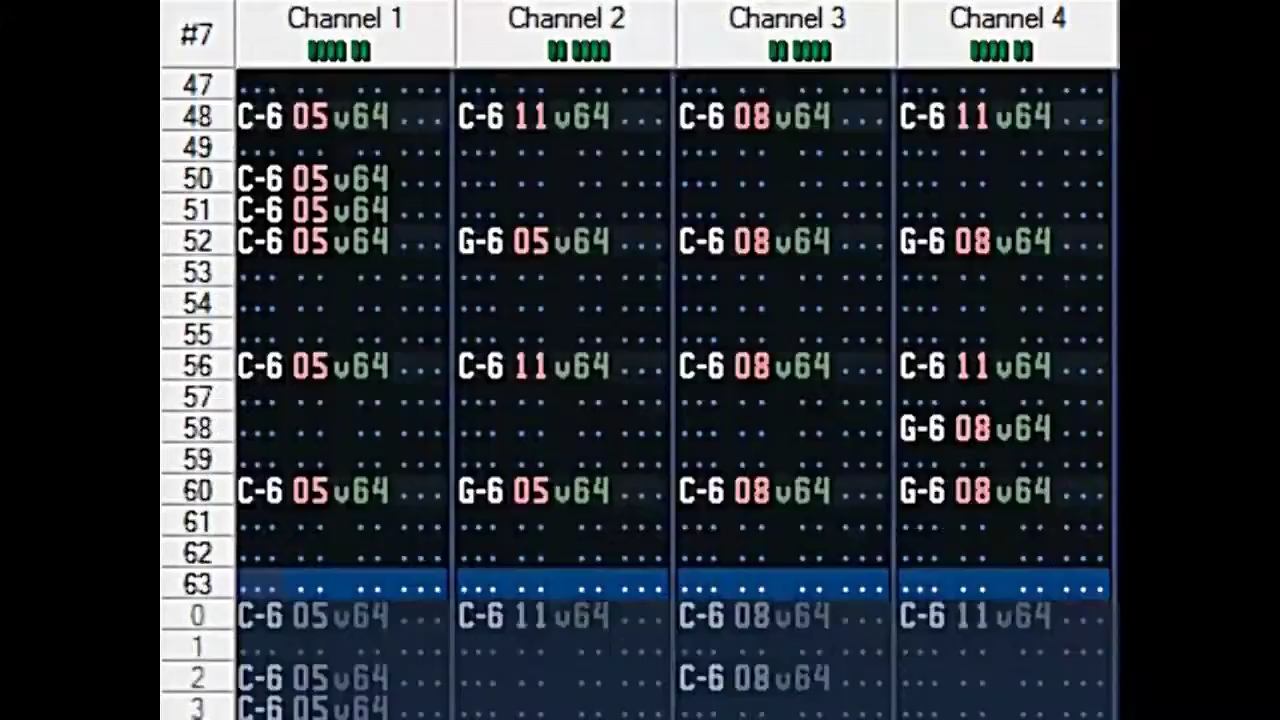 #7 Channel 1 Channel 2 Channel 3 Channel 4
47 ... .. .. ... ... .. .. ... ... .. .. ... ... .. .. ...
48 C-6 05 v64 ... C-6 11 v64 ... C-6 08 v64 ... C-6 11 v64 ...
49 ... .. .. ... ... .. .. ... ... .. .. ... ... .. .. ...
50 C-6 05 v64 ... ... .. .. ... ... .. .. ... ... .. .. ...
51 C-6 05 v64 ... ... .. .. ... ... .. .. ... ... .. .. ...
52 C-6 05 v64 ... G-6 05 v64 ... C-6 08 v64 ... G-6 08 v64 ...
53 ... .. .. ... ... .. .. ... ... .. .. ... ... .. .. ...
54 ... .. .. ... ... .. .. ... ... .. .. ... ... .. .. ...
55 ... .. .. ... ... .. .. ... ... .. .. ... ... .. .. ...
56 C-6 05 v64 ... C-6 11 v64 ... C-6 08 v64 ... C-6 11 v64 ...
57 ... .. .. ... ... .. .. ... ... .. .. ... ... .. .. ...
58 ... .. .. ... ... .. .. ... ... .. .. ... G-6 08 v64 ...
59 ... .. .. ... ... .. .. ... ... .. .. ... ... .. .. ...
60 C-6 05 v64 ... G-6 05 v64 ... C-6 08 v64 ... G-6 08 v64 ...
61 ... .. .. ... ... .. .. ... ... .. .. ... ... .. .. ...
62 ... .. .. ... ... .. .. ... ... .. .. ... ... .. .. ...
63 ... .. .. ... ... .. .. ... ... .. .. ... ... .. .. ...
0 C-6 05 v64 ... C-6 11 v64 ... C-6 08 v64 ... C-6 11 v64 ...
1 ... .. .. ... ... .. .. ... ... .. .. ... ... .. .. ...
2 C-6 05 v64 ... ... .. .. ... C-6 08 v64 ... ... .. .. ...
3 C-6 05 v64 ... ... .. .. ... ... .. .. ... ... .. .. ...